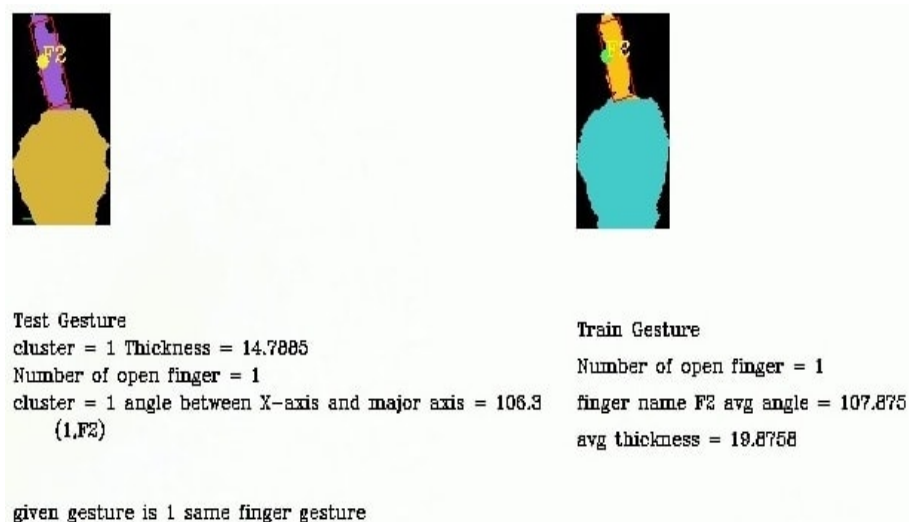 F2
F2
Test Gesture
cluster = 1 Thickness = 14.7885
Number of open finger = 1
cluster = 1 angle between X-axis and major axis = 106.3
(1,F2)
Train Gesture
Number of open finger = 1
finger name F2 avg angle = 107.875
avg thickness = 19.8758
given gesture is 1 same finger gesture